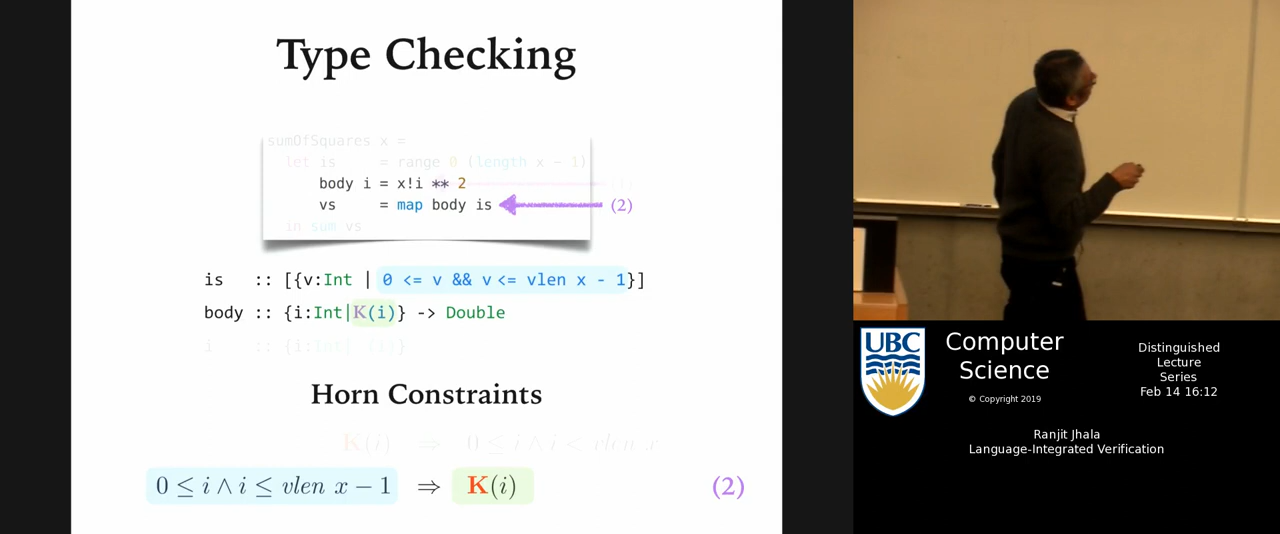 Type Checking
sumOfSquares x =
let is = range 0 (length x - 1)
body i = x!i ** 2 (1)
vs = map body is (2)
in sum vs
is :: [{v:Int | 0 <= v && v <= vlen x - 1}]
body :: {i:Int|K(i)} -> Double
i :: {i:Int| K(i)}
Horn Constraints
K(i) ⇒ 0 ≤ i ∧ i < vlen x
0 ≤ i ∧ i ≤ vlen x − 1 ⇒ K(i) (2)
UBC
Computer
Science
© Copyright 2019
Distinguished
Lecture
Series
Feb 14 16:12
Ranjit Jhala
Language-Integrated Verification